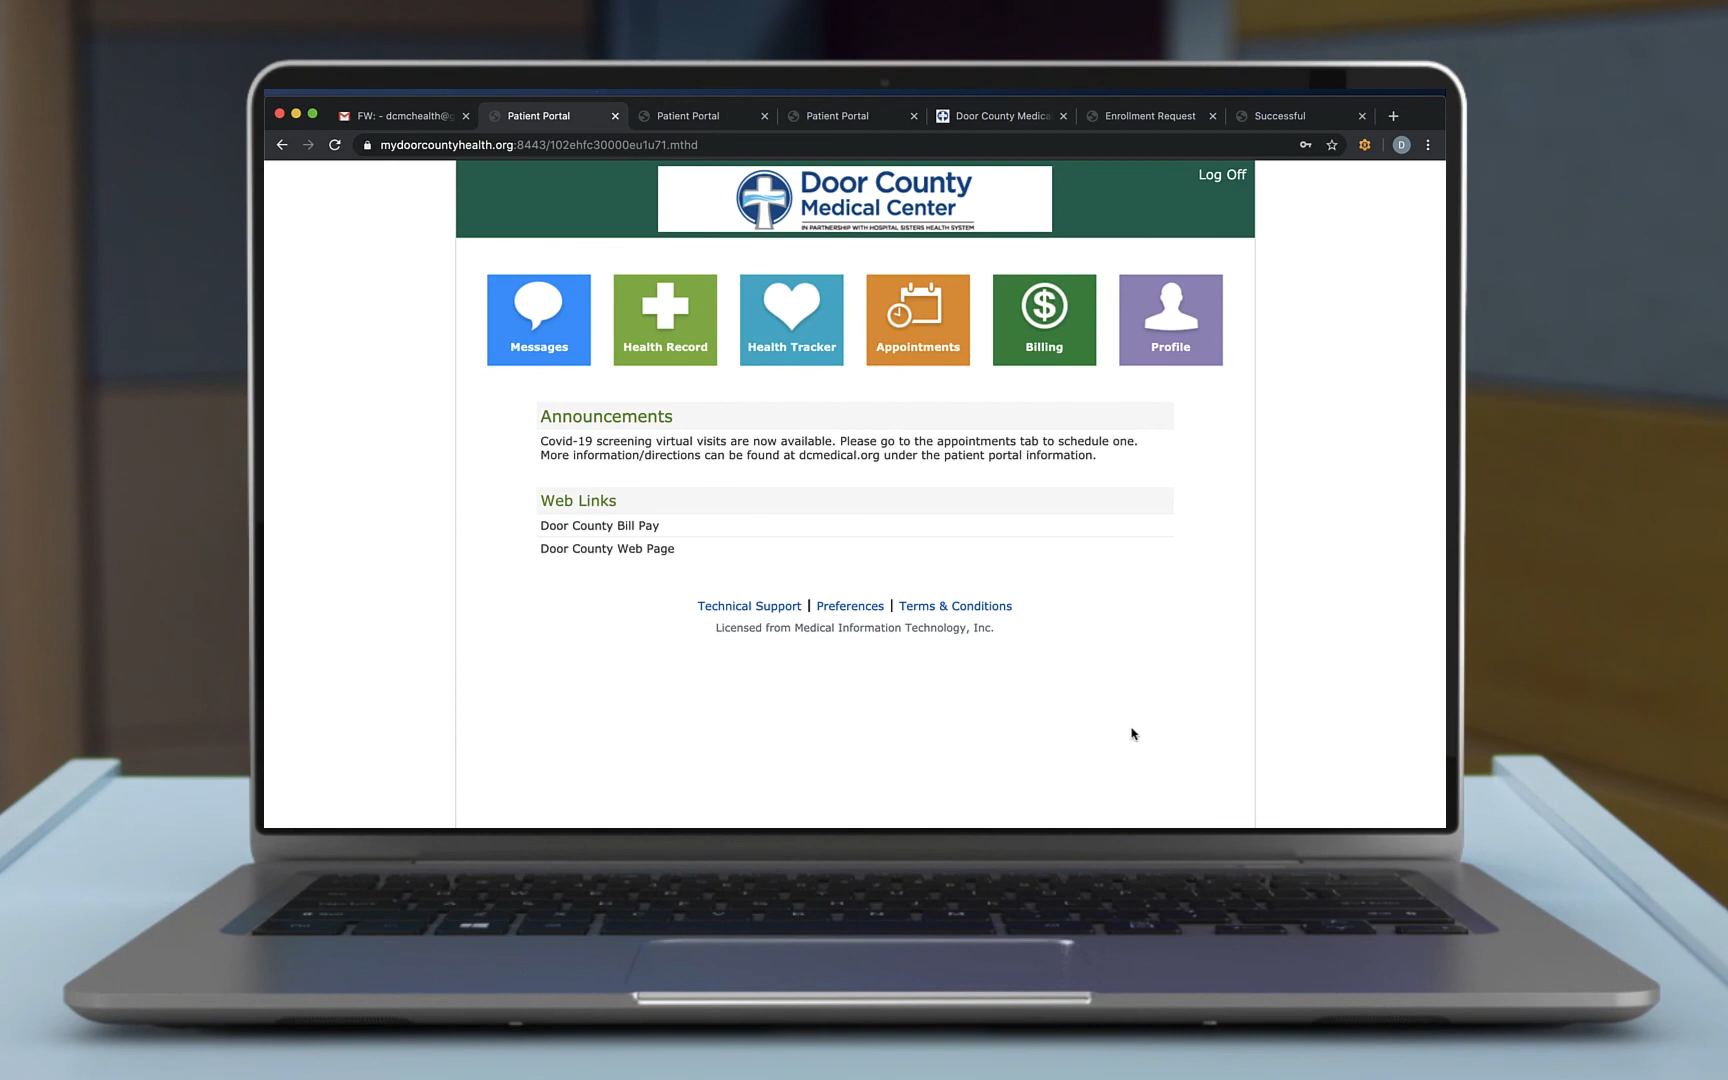 FW: - dcmchealth@g
Patient Portal
Patient Portal
Patient Portal
Door County Medica
Enrollment Request
Successful
mydoorcountyhealth.org:8443/102ehfc30000eu1u71.mthd
D
Log Off
Door County
Medical Center
IN PARTNERSHIP WITH HOSPITAL SISTERS HEALTH SYSTEM
Messages
Health Record
Health Tracker
Appointments
Billing
Profile
Announcements
Covid-19 screening virtual visits are now available. Please go to the appointments tab to schedule one.
More information/directions can be found at dcmedical.org under the patient portal information.
Web Links
Door County Bill Pay
Door County Web Page
Technical Support | Preferences | Terms & Conditions
Licensed from Medical Information Technology, Inc.